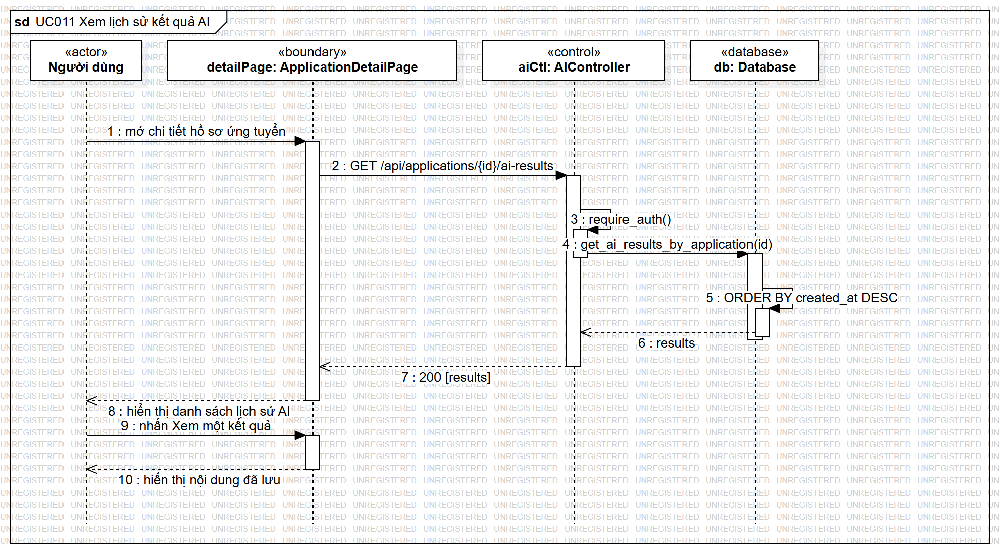 sd UC011 Xem lịch sử kết quả AI
«actor»
Người dùng
«boundary»
detailPage: ApplicationDetailPage
«control»
aiCtl: AIController
«database»
db: Database
1 : mở chi tiết hồ sơ ứng tuyển
2 : GET /api/applications/{id}/ai-results
3 : require_auth()
4 : get_ai_results_by_application(id)
5 : ORDER BY created_at DESC
6 : results
7 : 200 [results]
8 : hiển thị danh sách lịch sử AI
9 : nhấn Xem một kết quả
10 : hiển thị nội dung đã lưu
UNREGISTERED